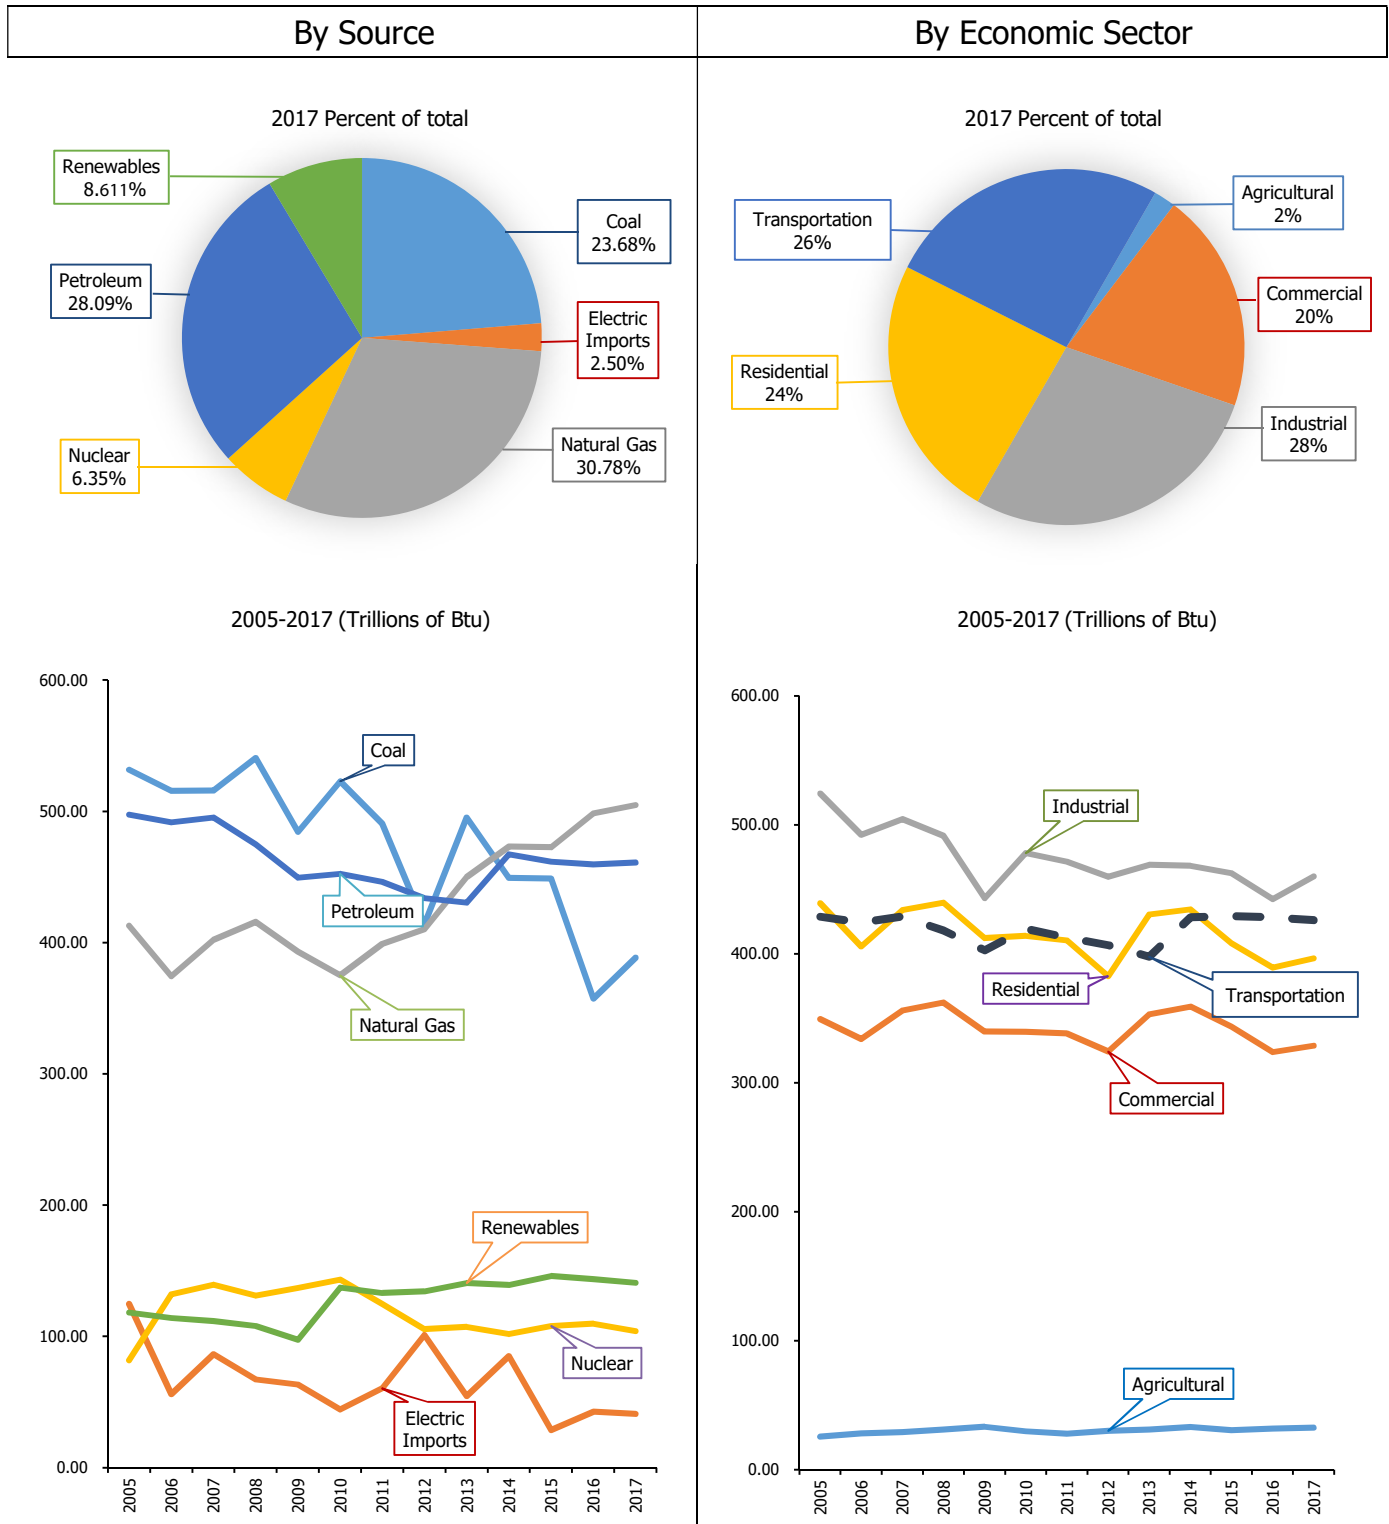 By Source
By Economic Sector
2017 Percent of total
Renewables
8.611%
Coal
23.68%
Petroleum
28.09%
Electric
Imports
2.50%
Nuclear
6.35%
Natural Gas
30.78%
2017 Percent of total
Transportation
26%
Agricultural
2%
Commercial
20%
Residential
24%
Industrial
28%
2005-2017 (Trillions of Btu)
600.00
500.00
400.00
300.00
200.00
100.00
0.00
Coal
Petroleum
Natural Gas
Renewables
Nuclear
Electric
Imports
2005
2006
2007
2008
2009
2010
2011
2012
2013
2014
2015
2016
2017
2005-2017 (Trillions of Btu)
600.00
500.00
400.00
300.00
200.00
100.00
0.00
Industrial
Residential
Transportation
Commercial
Agricultural
2005
2006
2007
2008
2009
2010
2011
2012
2013
2014
2015
2016
2017